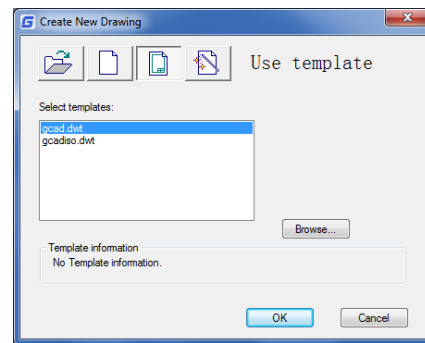 Create New Drawing
Use template
Select templates:
gcad.dwt
gcadiso.dwt
Browse...
Template information
No Template information.
OK
Cancel